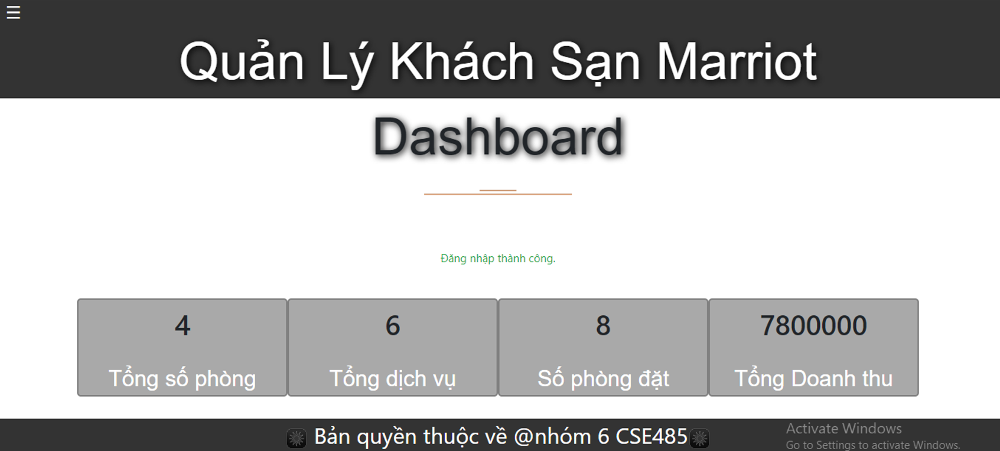 ☰
Quản Lý Khách Sạn Marriot
Dashboard
Đăng nhập thành công.
4
Tổng số phòng
6
Tổng dịch vụ
8
Số phòng đặt
7800000
Tổng Doanh thu
Bản quyền thuộc về @nhóm 6 CSE485
Activate Windows
Go to Settings to activate Windows.